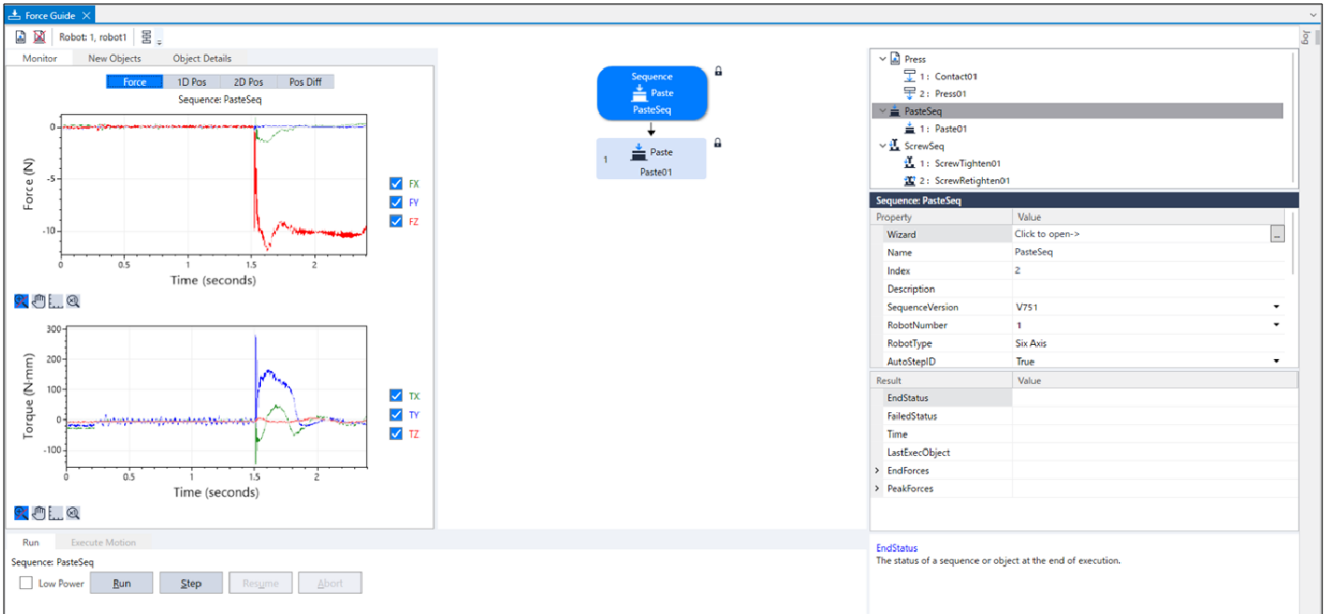 Force Guide
Robot: 1, robot1
Jog
Monitor New Objects Object Details
Force 1D Pos 2D Pos Pos Diff
Sequence: PasteSeq
0
-5
-10
Force (N)
0 0.5 1 1.5 2
Time (seconds)
FX
FY
FZ
300
200
100
0
-100
Torque (N·mm)
0 0.5 1 1.5 2
Time (seconds)
TX
TY
TZ
Run Execute Motion
Sequence: PasteSeq
Low Power Run Step Resume Abort
Sequence
Paste
PasteSeq
1 Paste
Paste01
Press
1: Contact01
2: Press01
PasteSeq
1: Paste01
ScrewSeq
1: ScrewTighten01
2: ScrewRetighten01
Sequence: PasteSeq
Property Value
Wizard Click to open-> ...
Name PasteSeq
Index 2
Description
SequenceVersion V751
RobotNumber 1
RobotType Six Axis
AutoStepID True
Result Value
EndStatus
FailedStatus
Time
LastExecObject
EndForces
PeakForces
EndStatus
The status of a sequence or object at the end of execution.